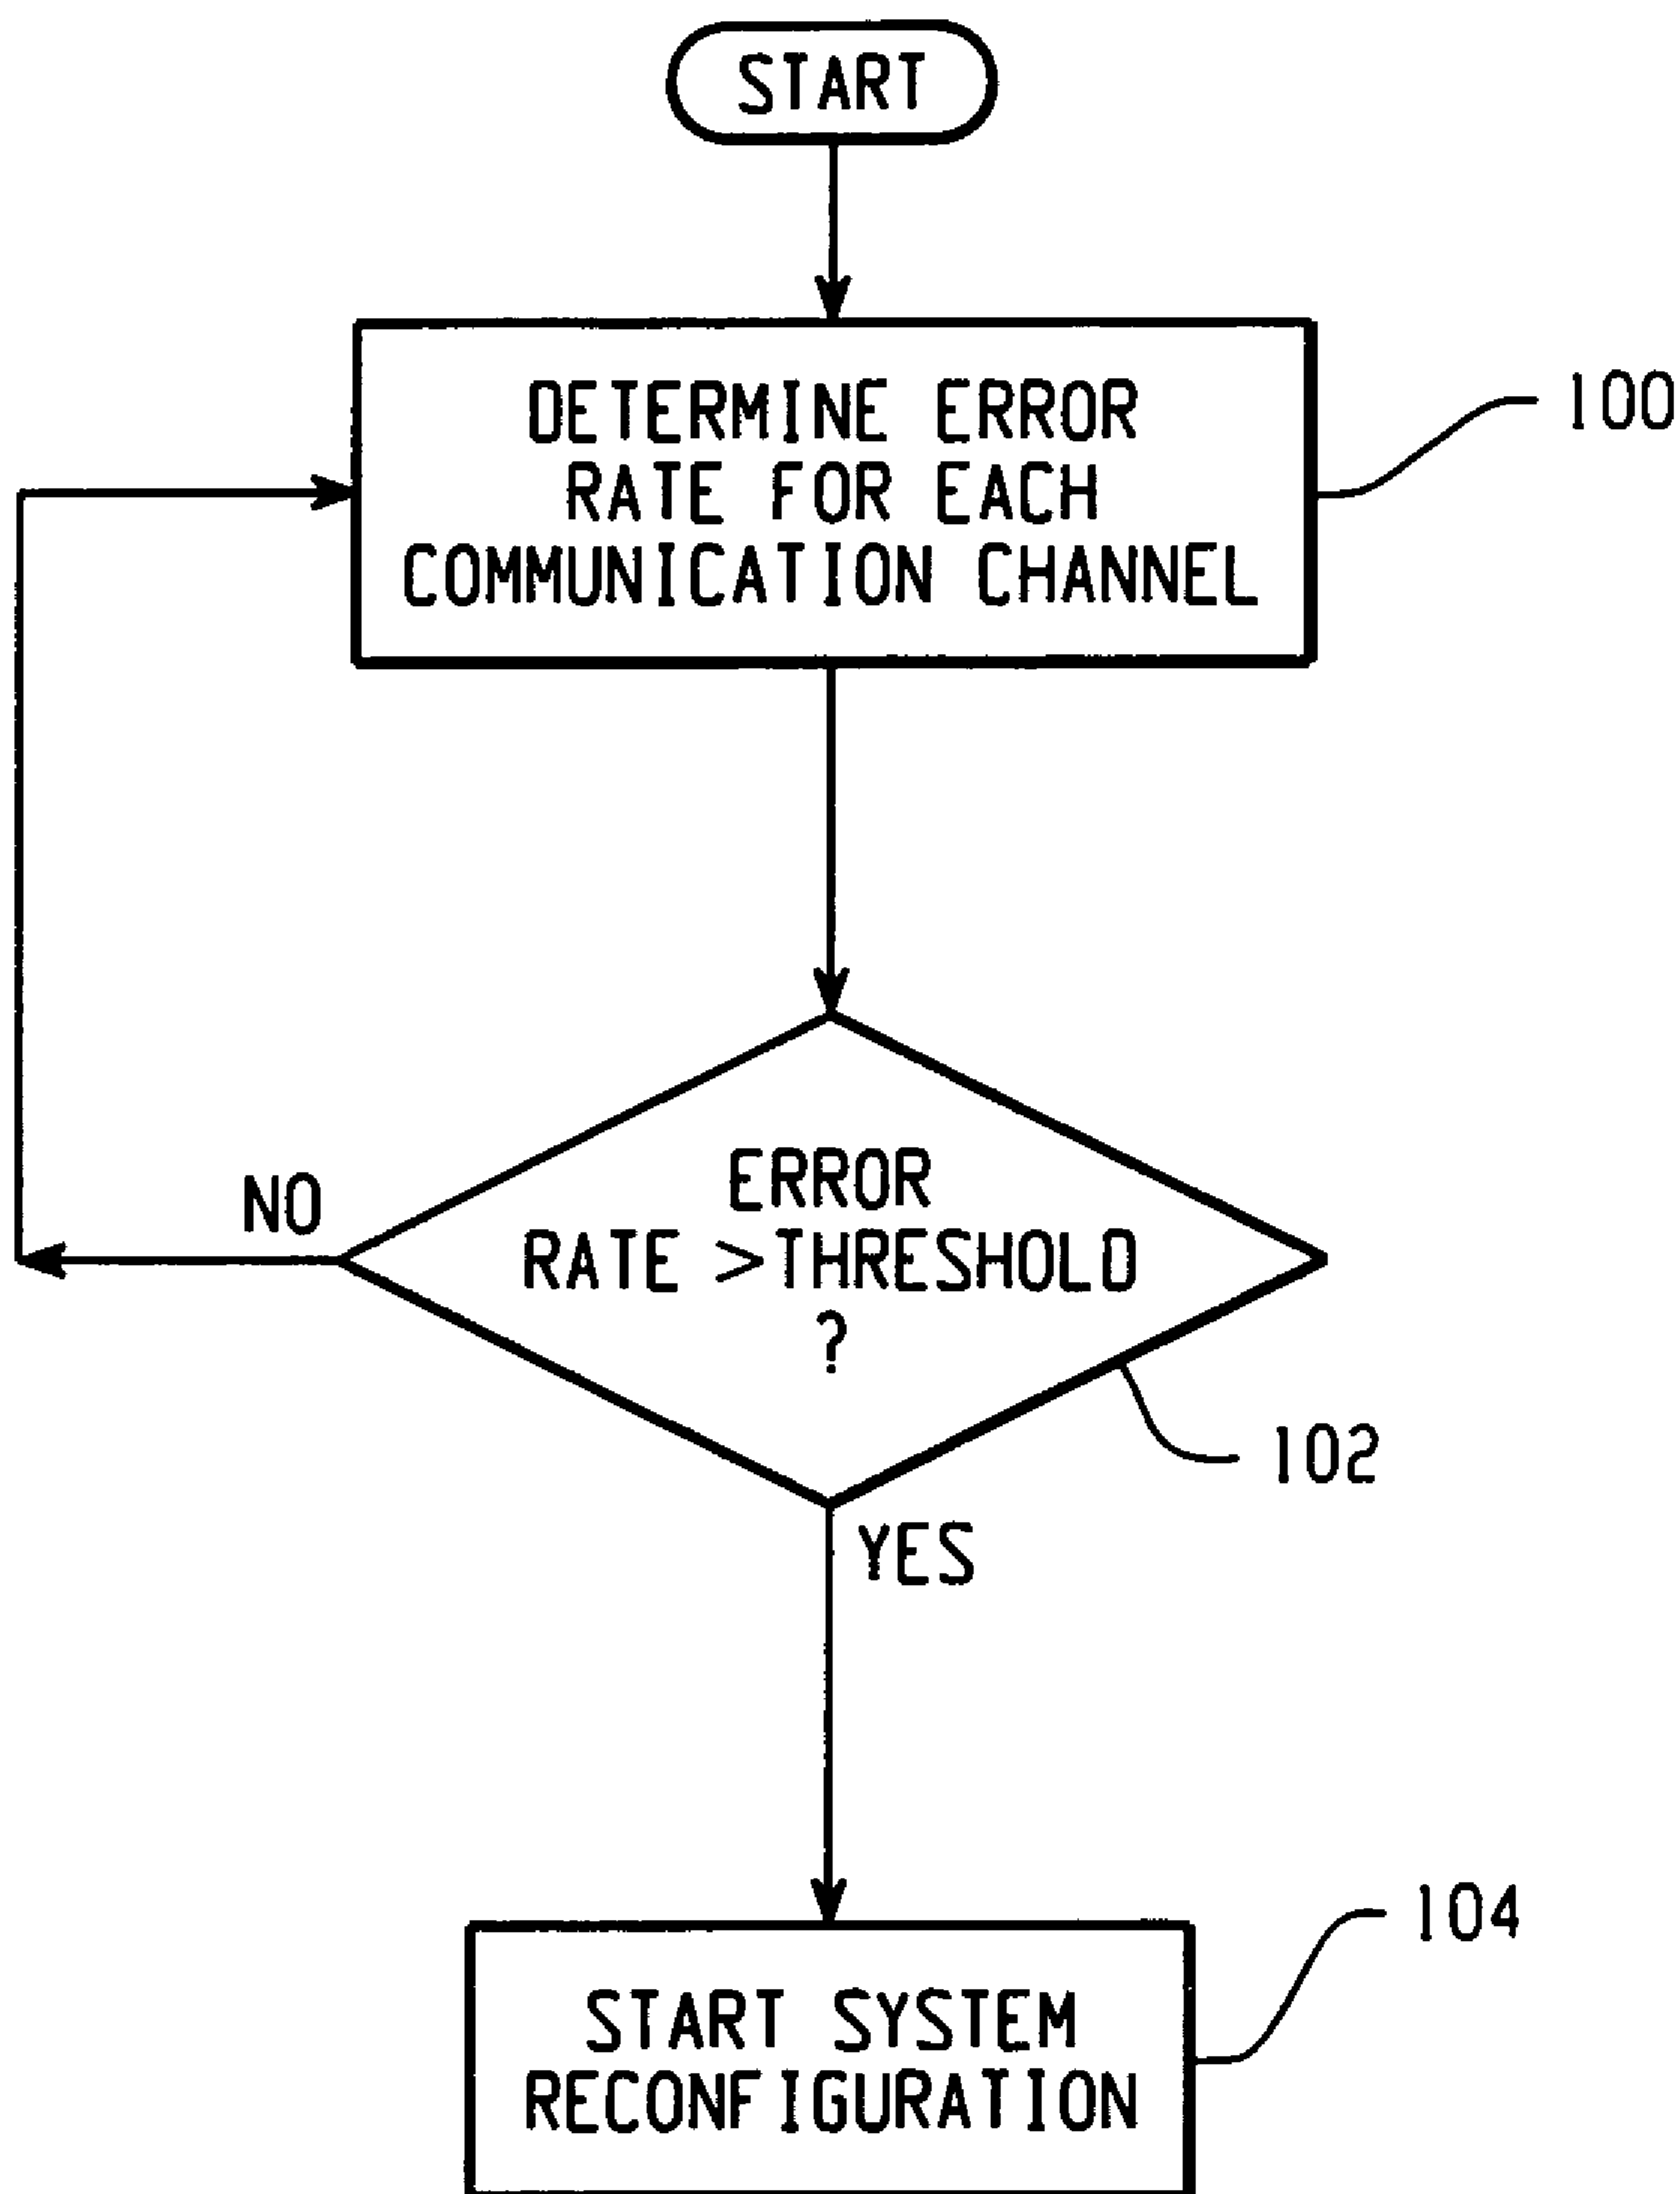 START
DETERMINE ERROR
RATE FOR EACH
COMMUNICATION CHANNEL
100
NO
ERROR
RATE >THRESHOLD
?
102
YES
104
START SYSTEM
RECONFIGURATION